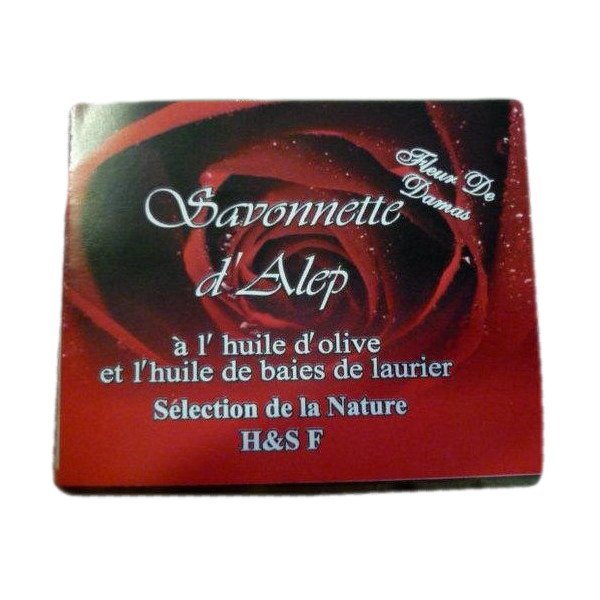 Fleur De
Damas
Savonnette
d'Alep
à l' huile d'olive
et l'huile de baies de laurier
Sélection de la Nature
H&S F